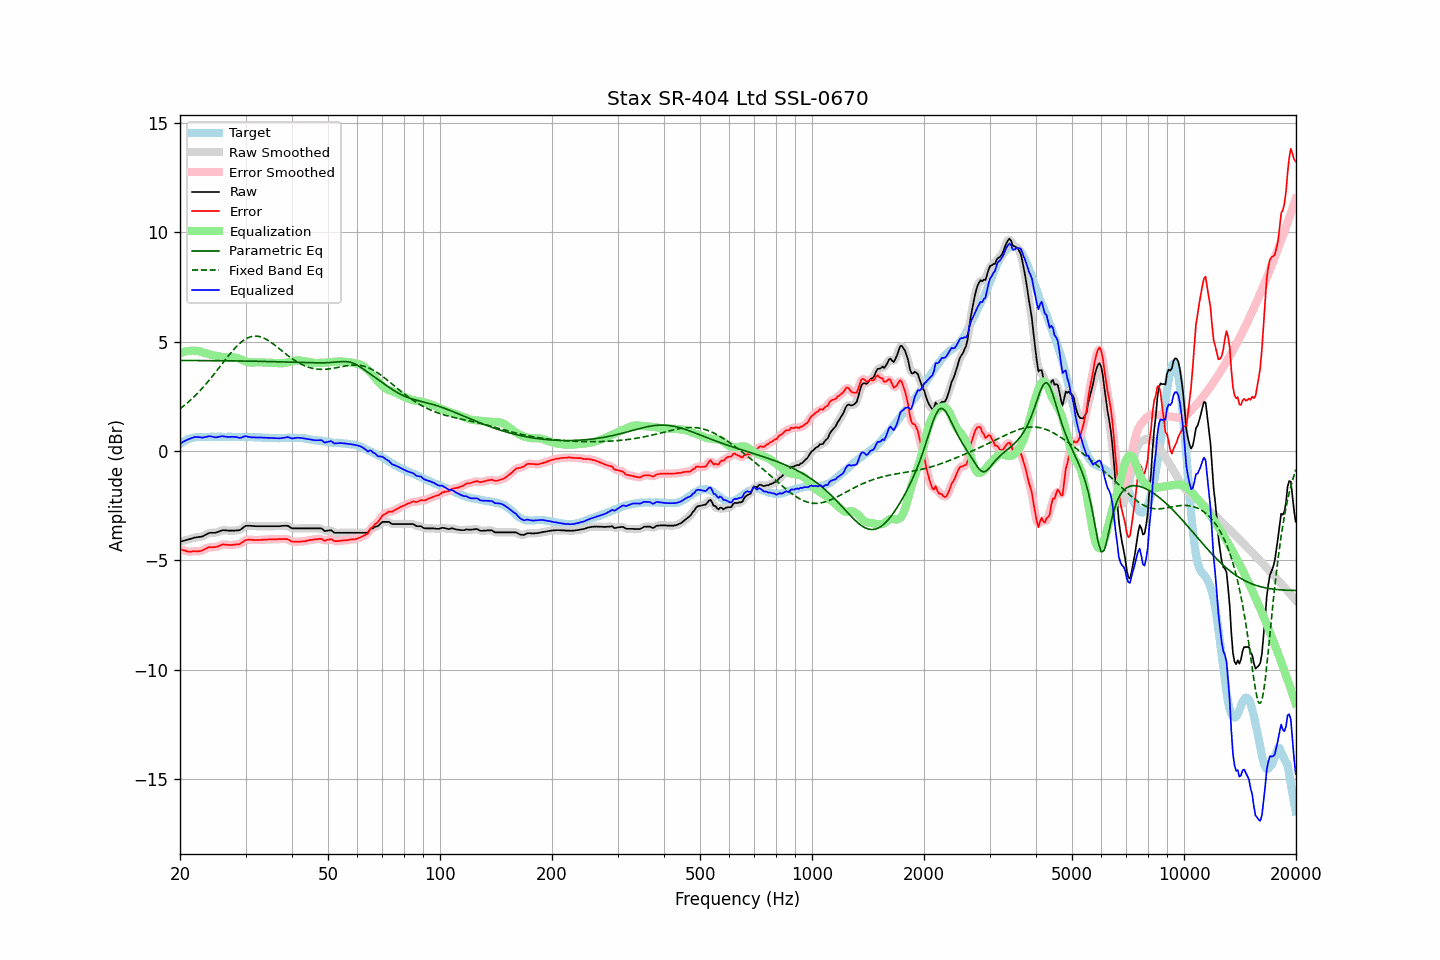 Stax SR-404 Ltd SSL-0670
Target
Raw Smoothed
Error Smoothed
Raw
Error
Equalization
Parametric Eq
Fixed Band Eq
Equalized
Amplitude (dBr)
15
10
5
0
−5
−10
−15
20
50
100
200
500
1000
2000
5000
10000
20000
Frequency (Hz)